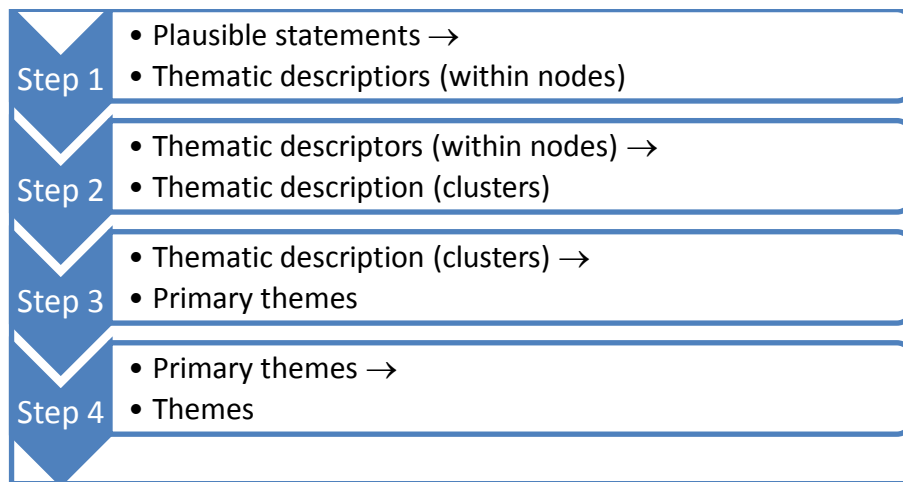 Step 1
• Plausible statements →
• Thematic descriptiors (within nodes)
Step 2
• Thematic descriptors (within nodes) →
• Thematic description (clusters)
Step 3
• Thematic description (clusters) →
• Primary themes
Step 4
• Primary themes →
• Themes